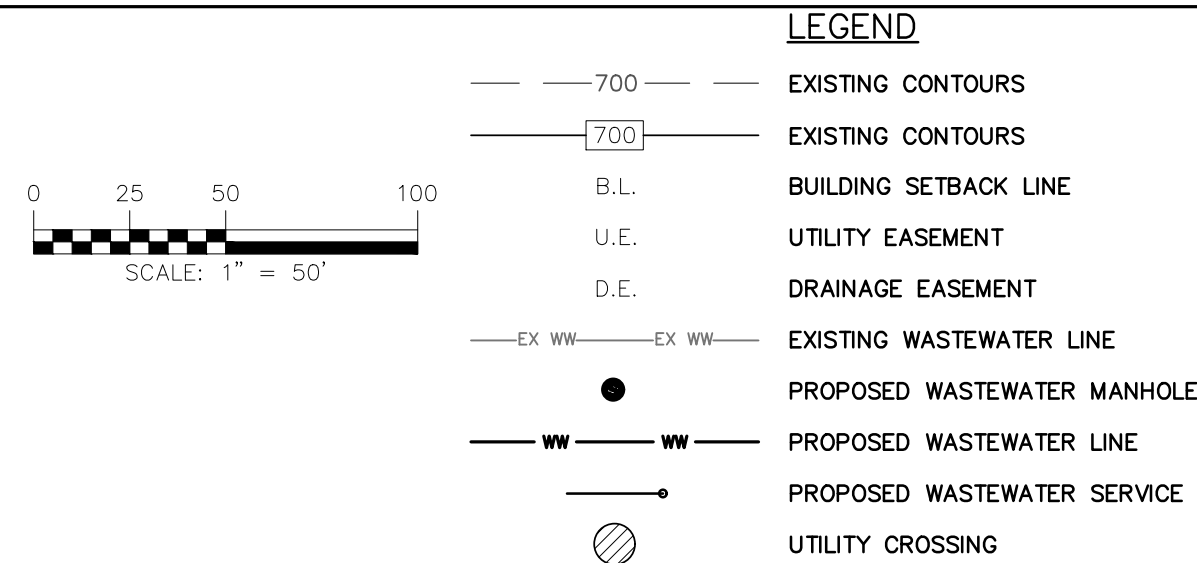 LEGEND
700 EXISTING CONTOURS
700 EXISTING CONTOURS
B.L. BUILDING SETBACK LINE
U.E. UTILITY EASEMENT
D.E. DRAINAGE EASEMENT
EX WW EX WW EXISTING WASTEWATER LINE
PROPOSED WASTEWATER MANHOLE
WW WW PROPOSED WASTEWATER LINE
PROPOSED WASTEWATER SERVICE
UTILITY CROSSING
0 25 50 100
SCALE: 1" = 50'